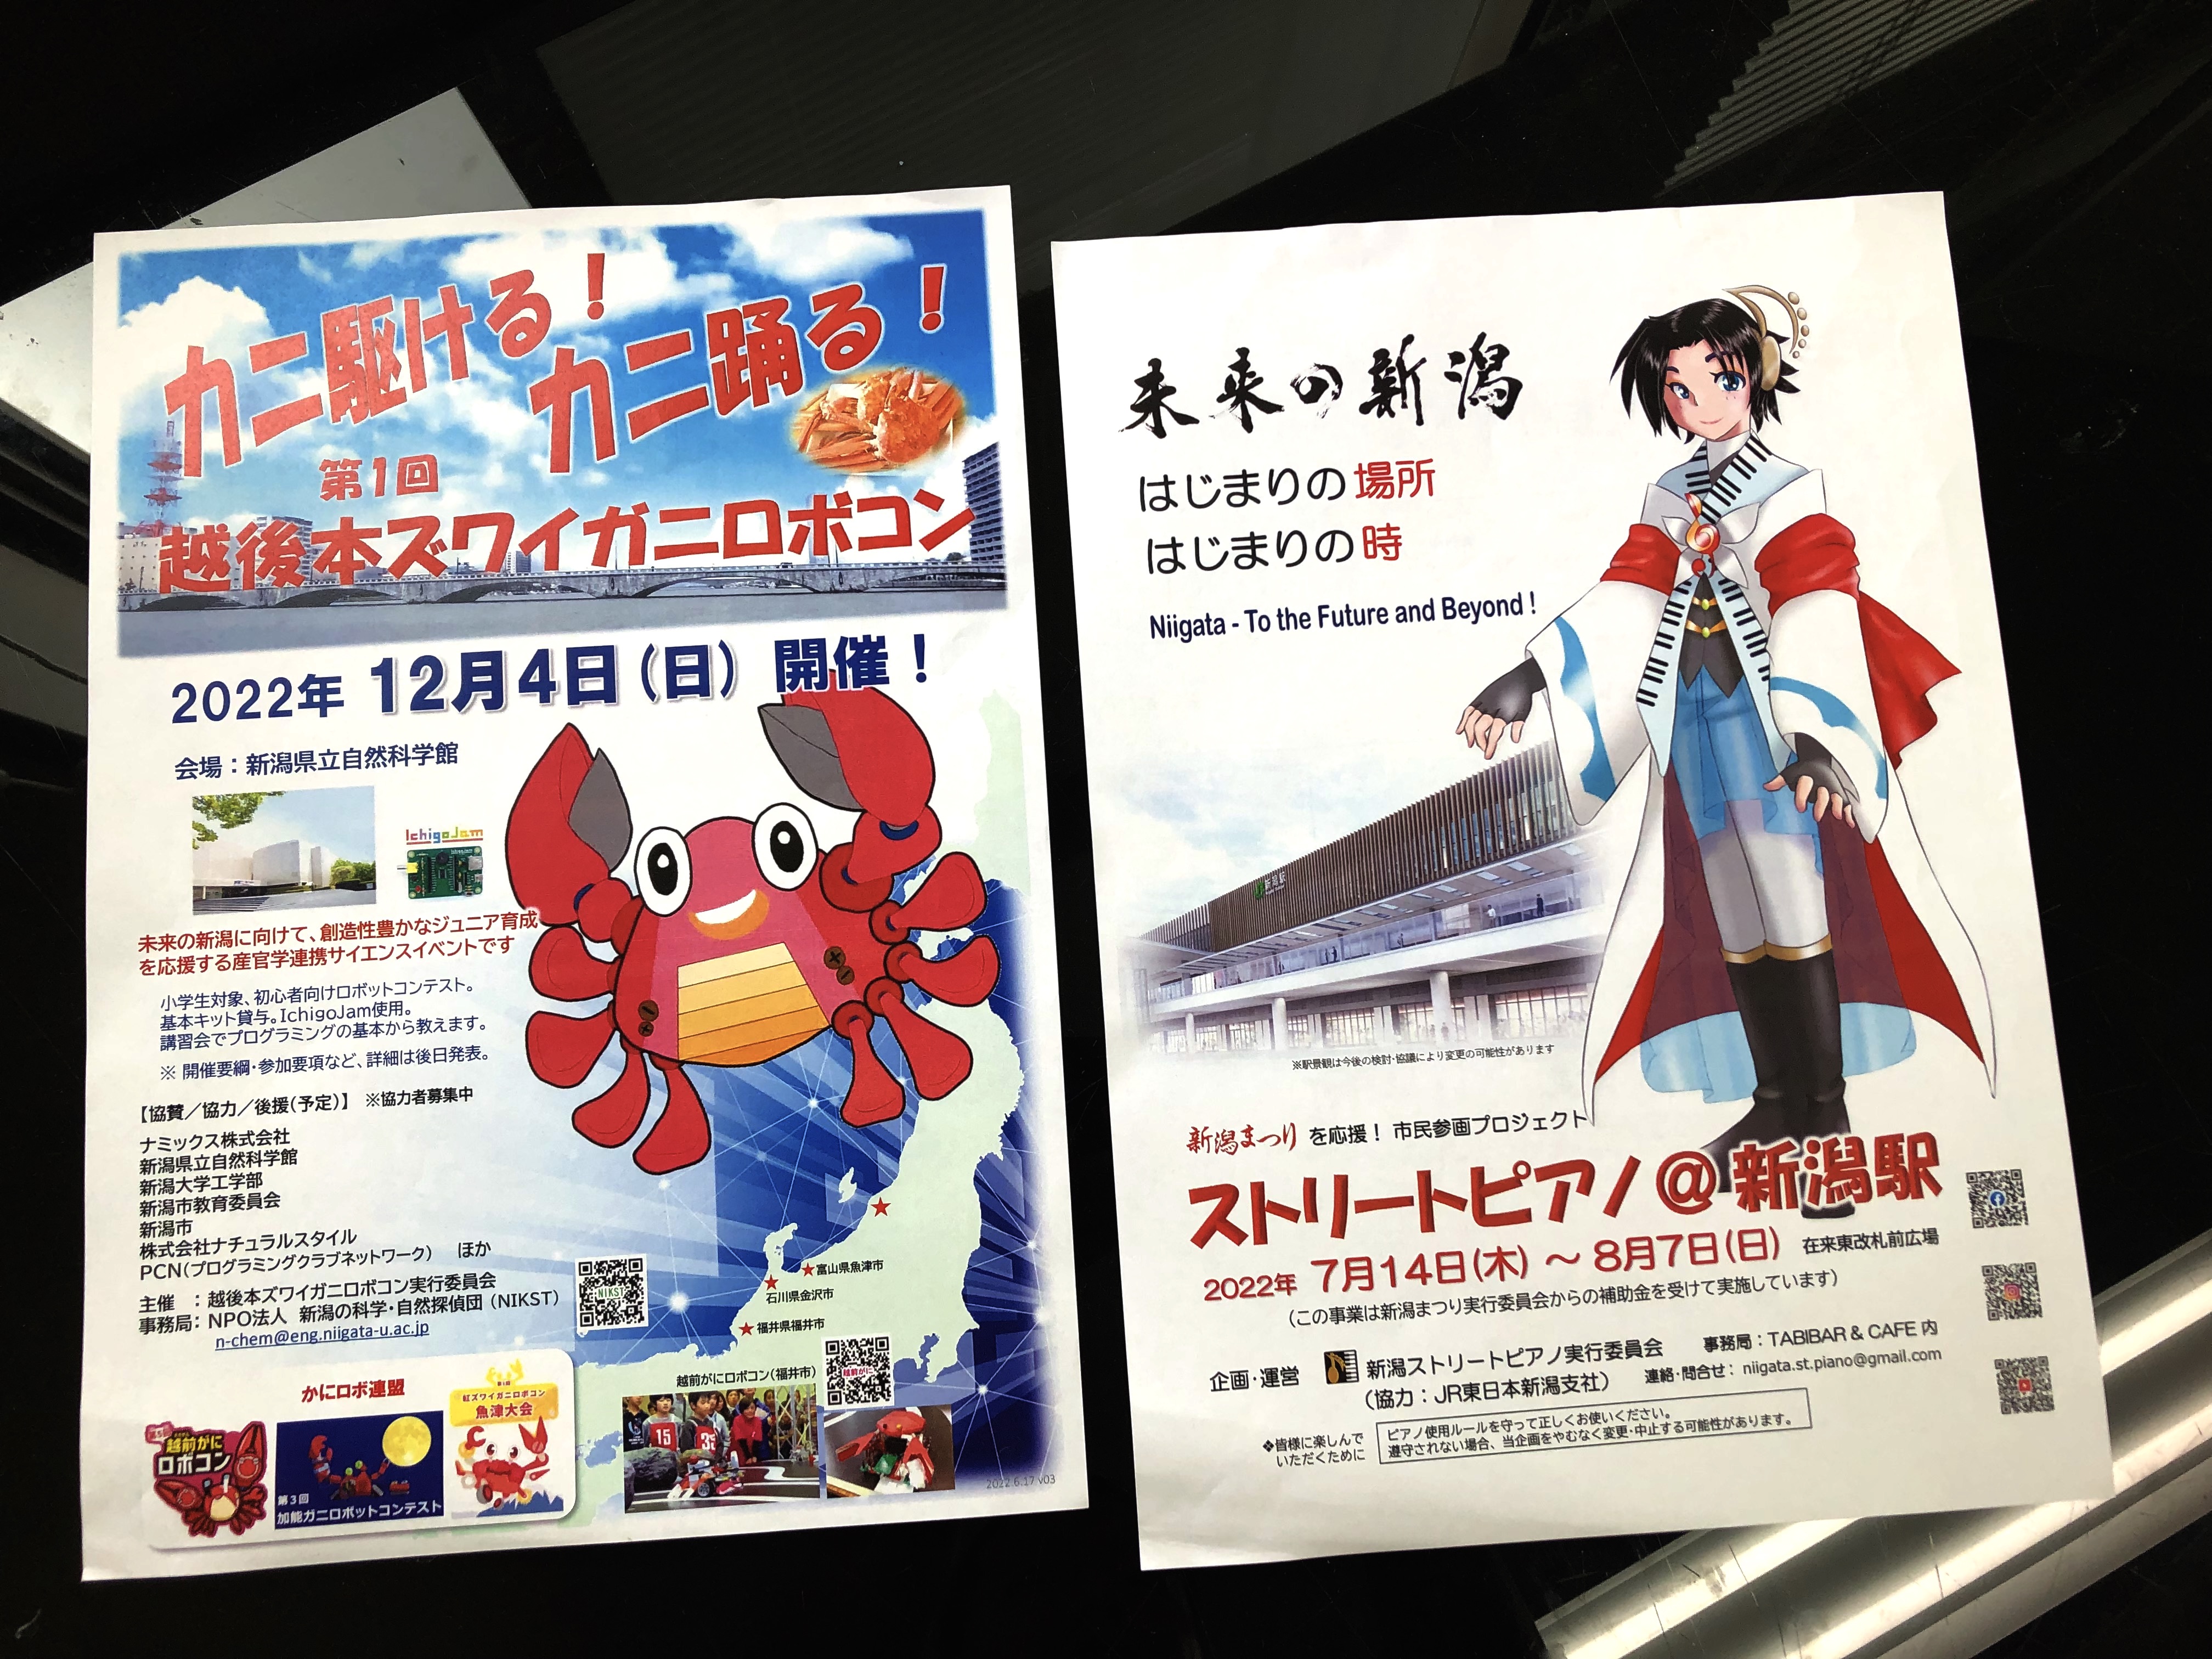 カニ駆ける！
カニ踊る！
第1回
越後本ズワイガニロボコン
2022年 12月4日（日） 開催！
会場：新潟県立自然科学館
IchigoJam
未来の新潟に向けて、創造性豊かなジュニア育成
を応援する産官学連携サイエンスイベントです
小学生対象、初心者向けロボットコンテスト。
基本キット貸与。IchigoJam使用。
講習会でプログラミングの基本から教えます。
※ 開催要綱・参加要項など、詳細は後日発表。
【協賛／協力／後援（予定）】 ※協力者募集中
ナミックス株式会社
新潟県立自然科学館
新潟大学工学部
新潟市教育委員会
新潟市
株式会社ナチュラルスタイル
PCN（プログラミングクラブネットワーク） ほか
主催 ：越後本ズワイガニロボコン実行委員会
事務局：NPO法人 新潟の科学・自然探偵団（NIKST）
n-chem@eng.niigata-u.ac.jp
NIKST
富山県魚津市
石川県金沢市
福井県福井市
越前がにロボコン（福井市）
越前がに
15
かにロボ連盟
越前がに
ロボコン
第3回
加能ガニロボットコンテスト
紅ズワイガニロボコン
魚津大会
2022.6.17 v03
未来の新潟
はじまりの場所
はじまりの時
Niigata - To the Future and Beyond !
新潟駅
※駅景観は今後の検討・協議により変更の可能性があります
新潟まつり を応援！ 市民参画プロジェクト
ストリートピアノ＠新潟駅
2022年 7月14日（木）～ 8月7日（日） 在来東改札前広場
（この事業は新潟まつり実行委員会からの補助金を受けて実施しています）
企画・運営 新潟ストリートピアノ実行委員会 事務局：TABIBAR & CAFE 内
（協力：JR東日本新潟支社） 連絡・問合せ：niigata.st.piano@gmail.com
❖皆様に楽しんで
いただくために
ピアノ使用ルールを守って正しくお使いください。
遵守されない場合、当企画をやむなく変更・中止する可能性があります。